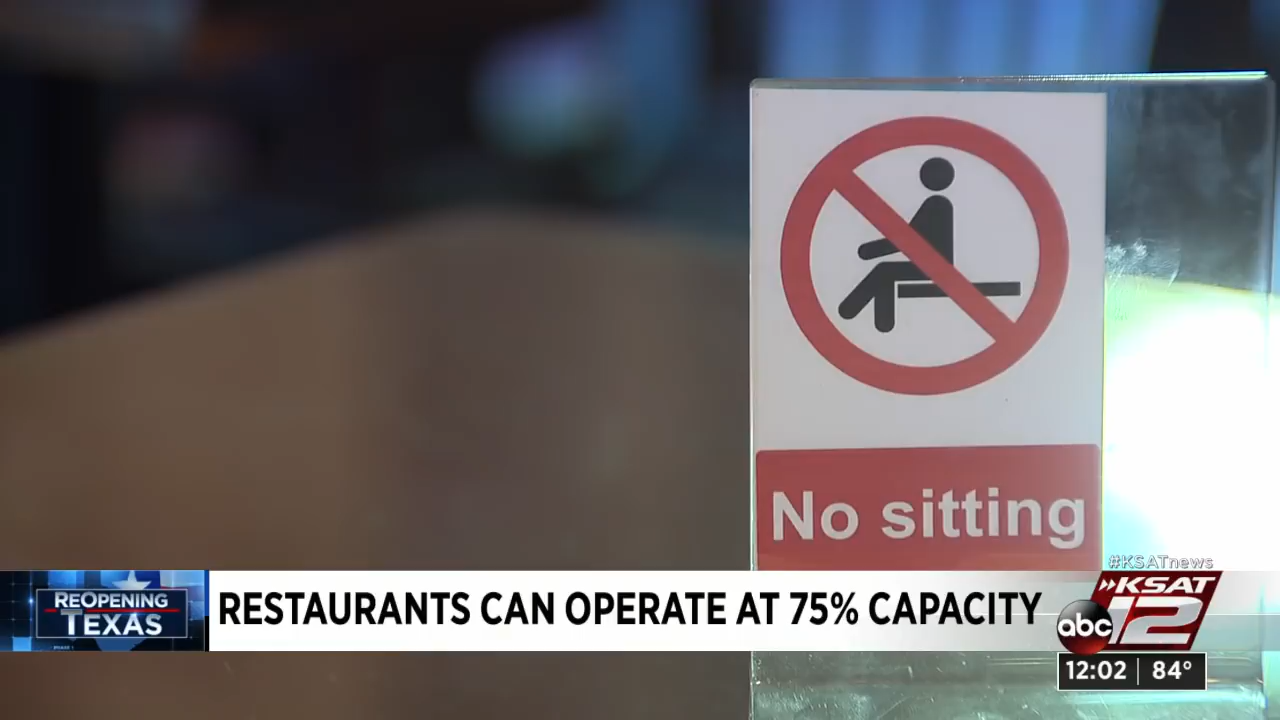 No sitting
#KSATnews
REOPENING
TEXAS
RESTAURANTS CAN OPERATE AT 75% CAPACITY
KSAT
abc 12
12:02 84°